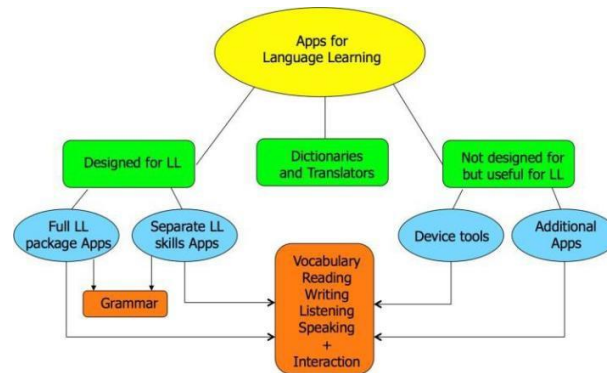 Apps for
Language Learning
Designed for LL
Dictionaries
and Translators
Not designed for
but useful for LL
Full LL
package Apps
Separate LL
skills Apps
Device tools
Additional
Apps
Grammar
Vocabulary
Reading
Writing
Listening
Speaking
+
Interaction